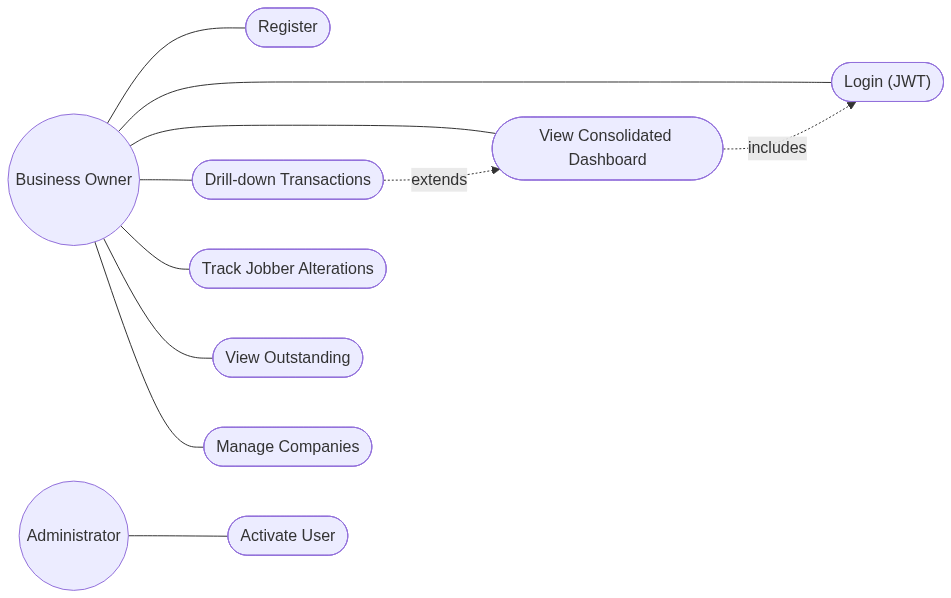 Register
Login (JWT)
View Consolidated
Dashboard
includes
Business Owner
Drill-down Transactions
extends
Track Jobber Alterations
View Outstanding
Manage Companies
Administrator
Activate User